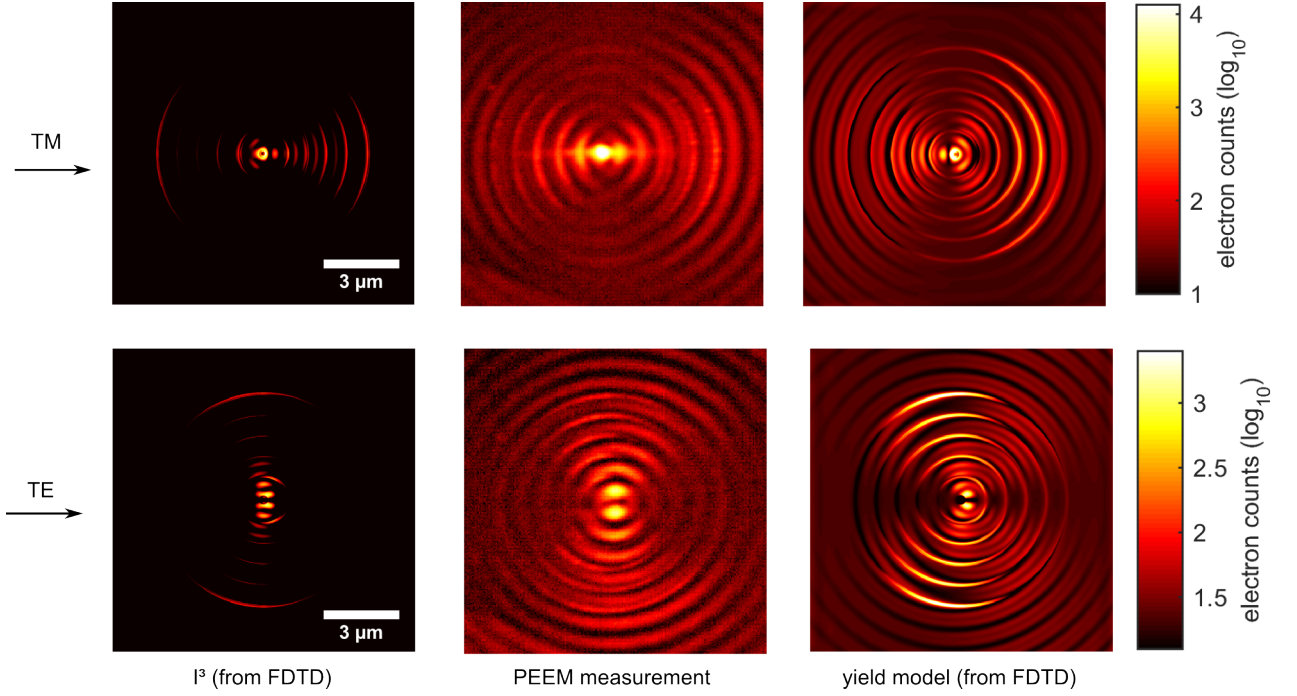 TM
3 µm
4
3
2
1
electron counts (log10)
TE
3 µm
3
2.5
2
1.5
electron counts (log10)
I³ (from FDTD)
PEEM measurement
yield model (from FDTD)